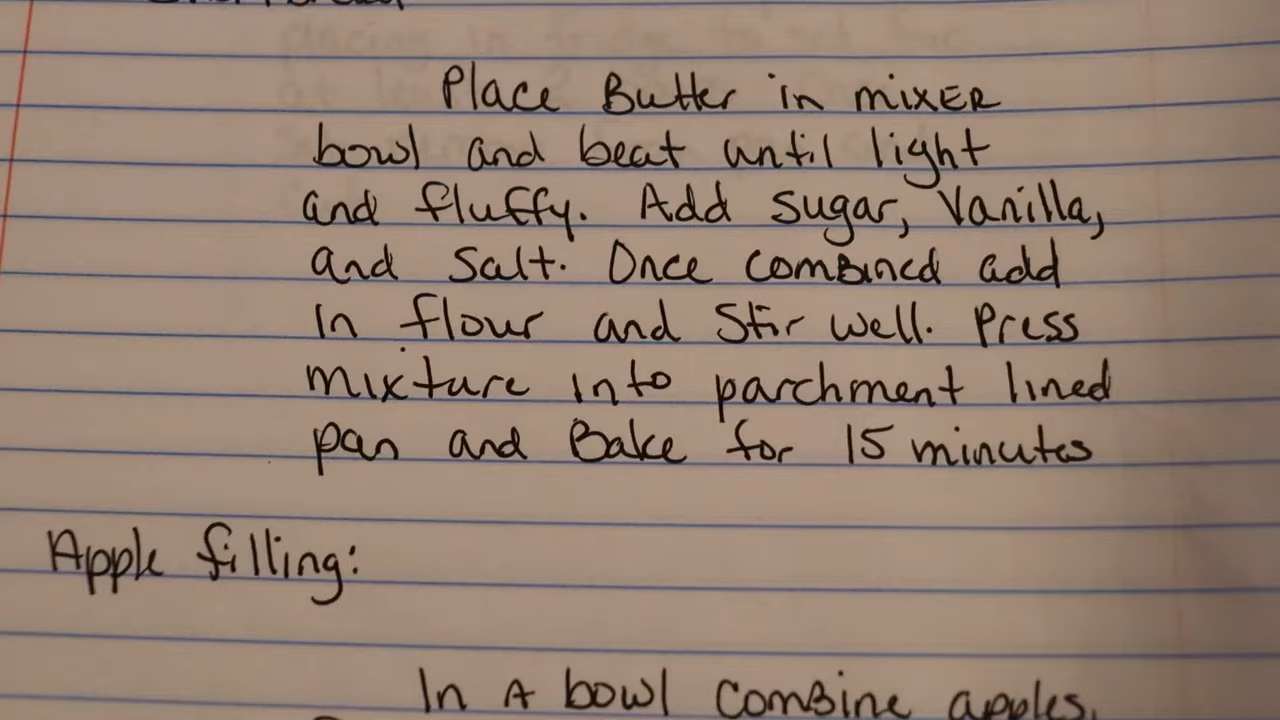 Place Butter in mixER
bowl and beat until light
and fluffy. Add sugar, Vanilla,
and Salt. Once combined add
in flour and Stir well. Press
mixture into parchment lined
pan and Bake for 15 minutes
Apple filling:
In A bowl combine apples,